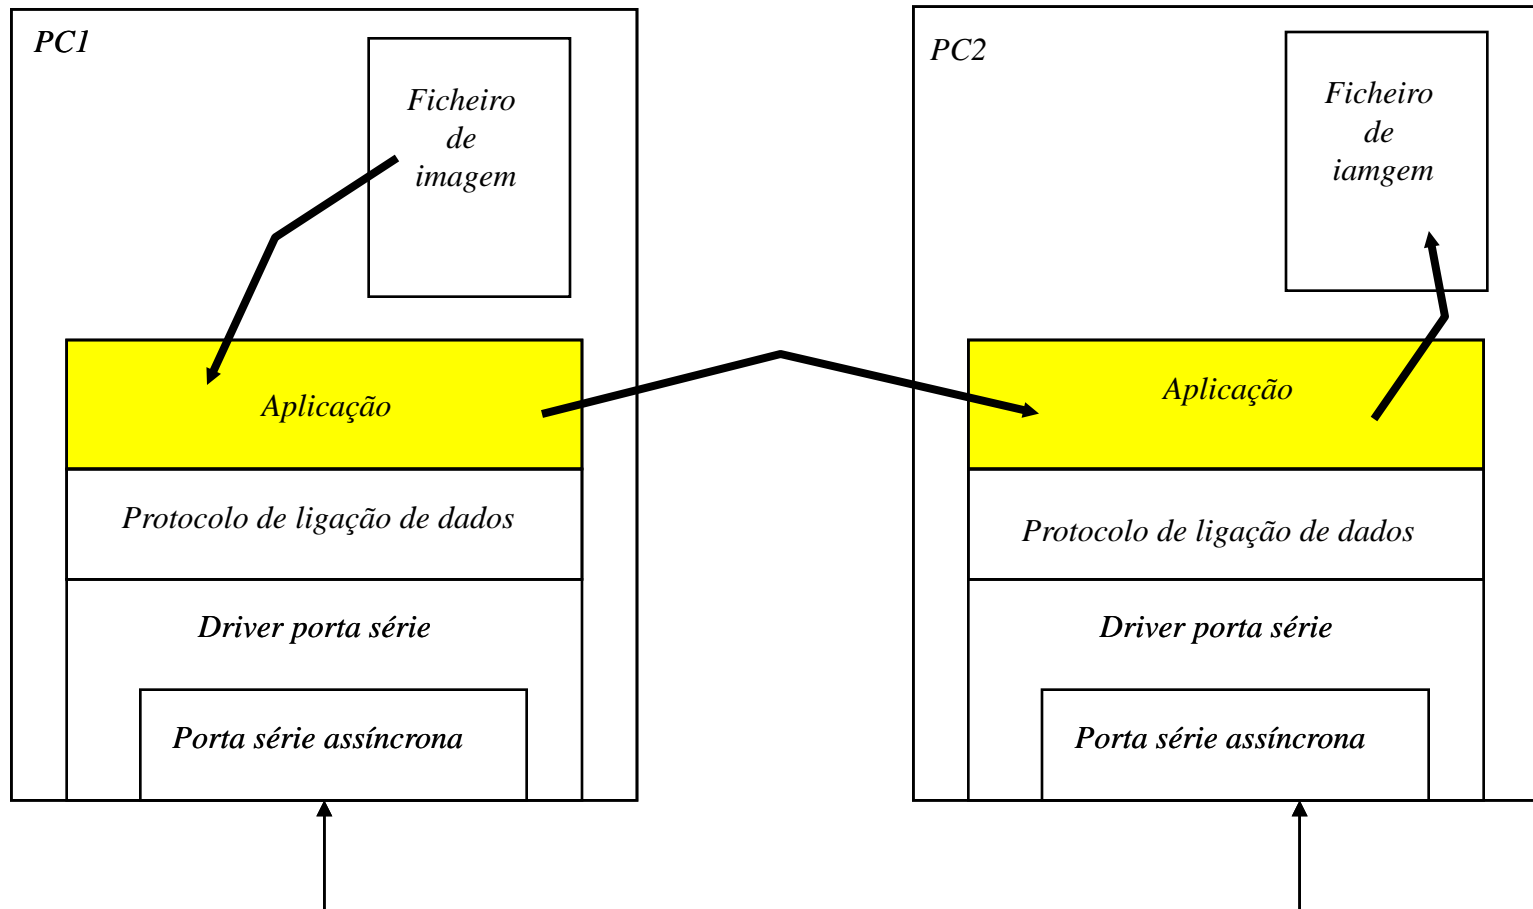 PC1
Ficheiro
de
imagem
Aplicação
Protocolo de ligação de dados
Driver porta série
Porta série assíncrona
PC2
Ficheiro
de
iamgem
Aplicação
Protocolo de ligação de dados
Driver porta série
Porta série assíncrona